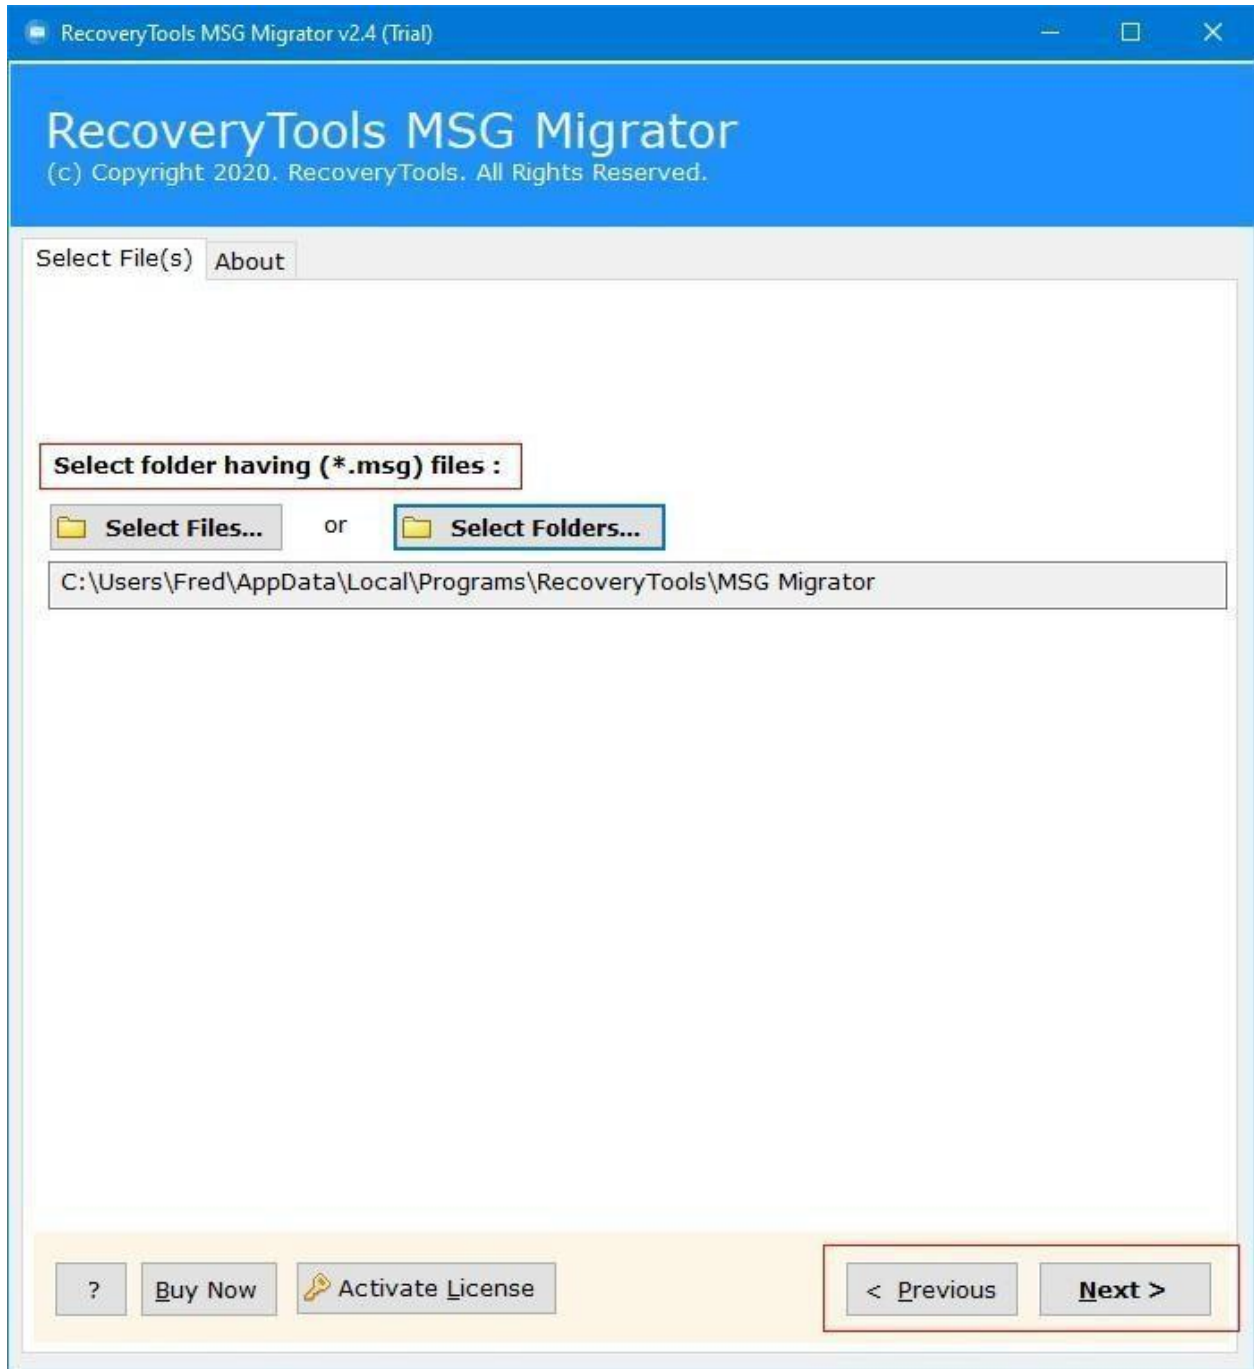 RecoveryTools MSG Migrator v2.4 (Trial)
RecoveryTools MSG Migrator
(c) Copyright 2020. RecoveryTools. All Rights Reserved.
Select File(s) About
Select folder having (*.msg) files :
Select Files... or Select Folders...
C:\Users\Fred\AppData\Local\Programs\RecoveryTools\MSG Migrator
? Buy Now Activate License < Previous Next >